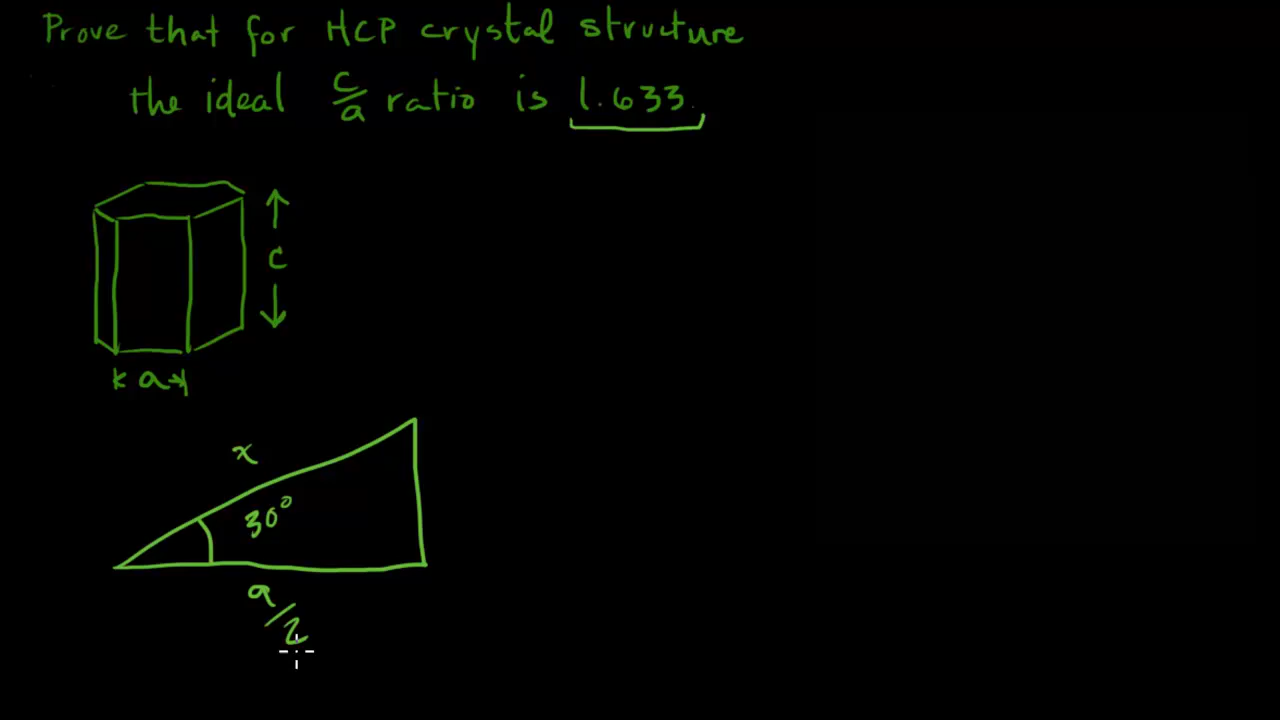 Prove that for HCP crystal structure
the ideal c/a ratio is 1.633.
c
a
x
30°
a/2